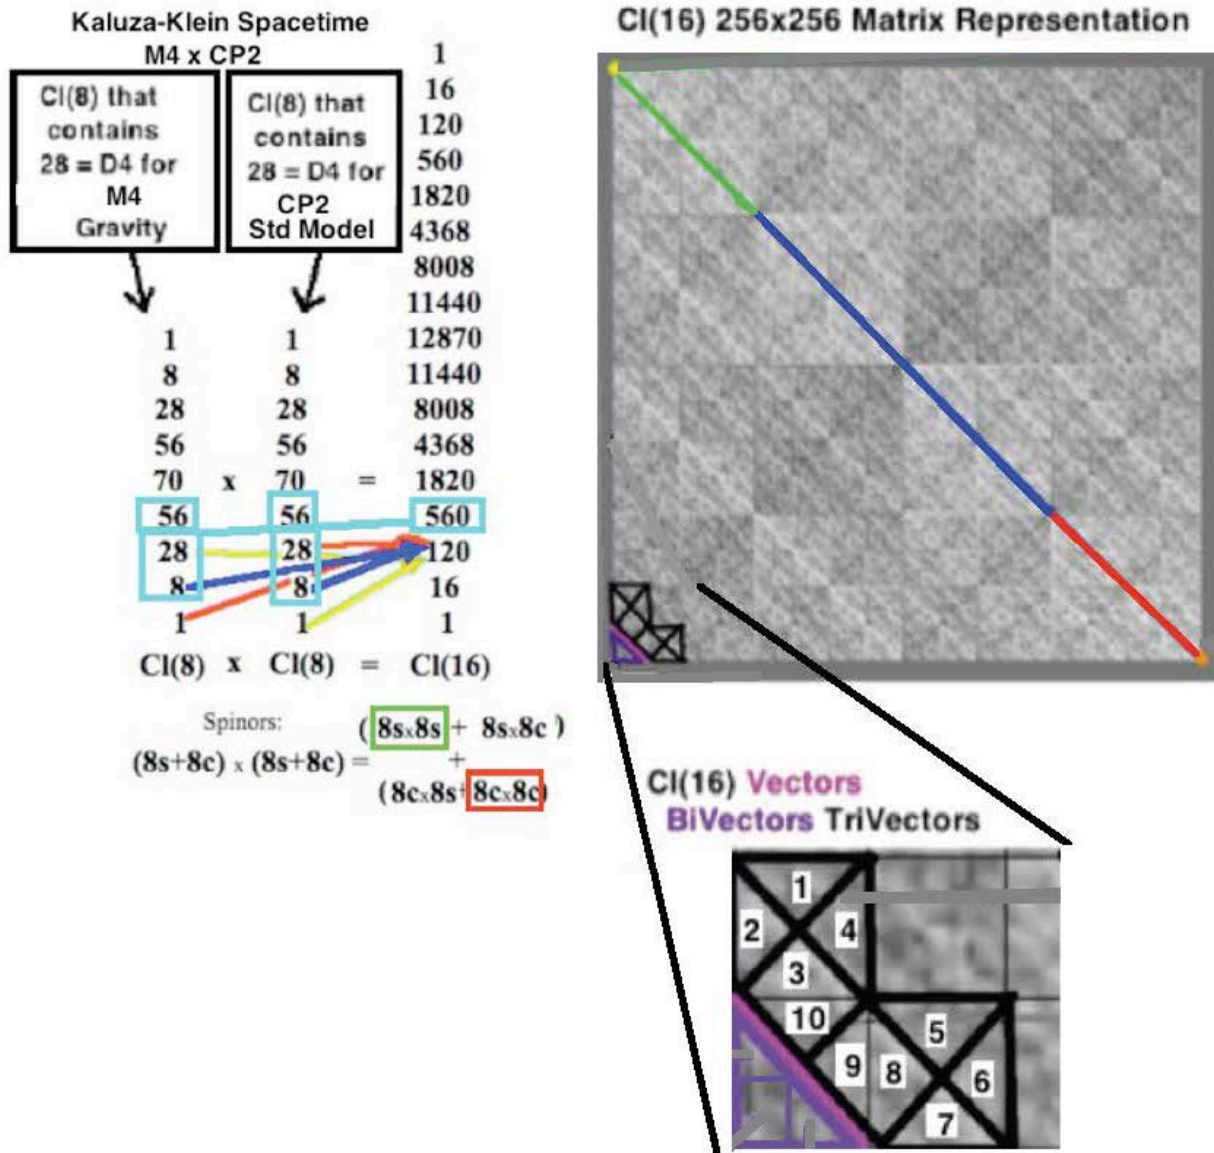 Kaluza-Klein Spacetime
M4 x CP2
Cl(8) that
contains
28 = D4 for
M4
Gravity
Cl(8) that
contains
28 = D4 for
CP2
Std Model
1
16
120
560
1820
4368
8008
11440
1 1 12870
8 8 11440
28 28 8008
56 56 4368
70 x 70 = 1820
56 56 560
28 28 120
8 8 16
1 1 1
Cl(8) x Cl(8) = Cl(16)
Spinors:
(8s+8c) x (8s+8c) =
( 8sx8s + 8sx8c )
+
(8cx8s+ 8cx8c)
Cl(16) 256x256 Matrix Representation
Cl(16) Vectors
BiVectors TriVectors
1
2
4
3
10
5
9
8
6
7